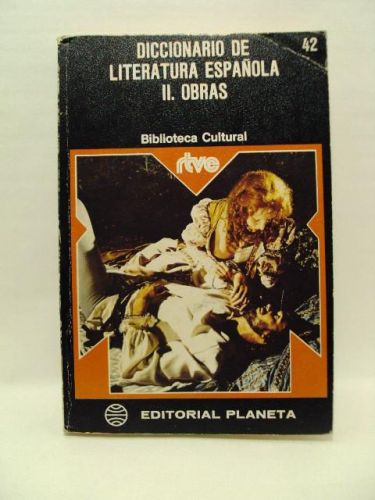 42
DICCIONARIO DE
LITERATURA ESPAÑOLA
II. OBRAS
Biblioteca Cultural
rtve
EDITORIAL PLANETA